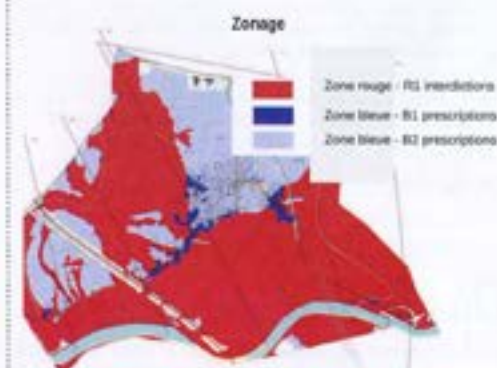 Zonage
Zone rouge - R1 interdictions
Zone bleue - B1 prescriptions
Zone bleue - B2 prescriptions